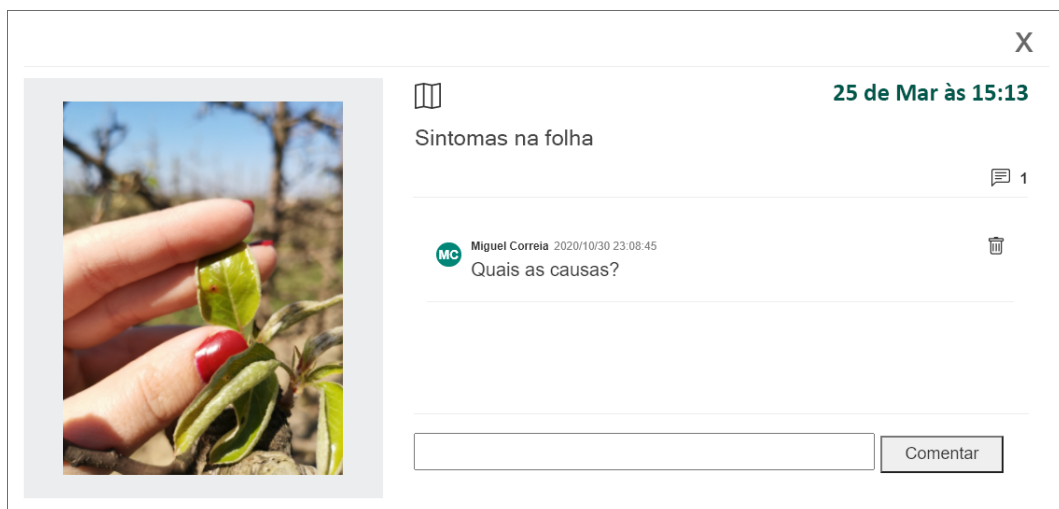 X
25 de Mar às 15:13
Sintomas na folha
1
MC
Miguel Correia 2020/10/30 23:08:45
Quais as causas?
Comentar